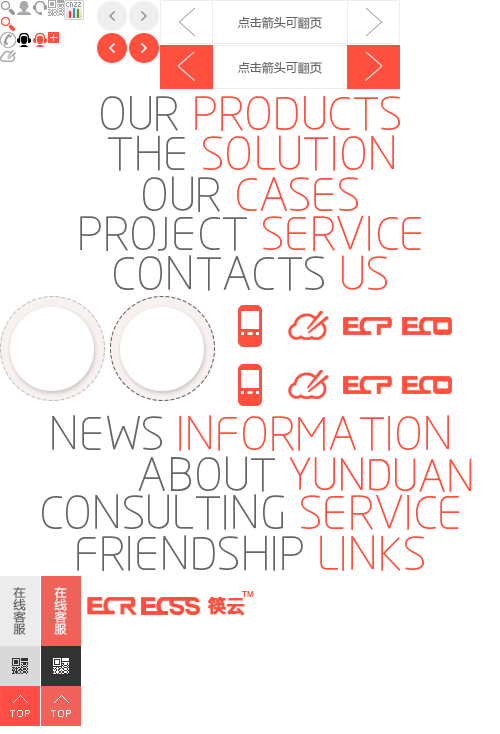 CNZZ
点击箭头可翻页
点击箭头可翻页
OUR PRODUCTS
THE SOLUTION
OUR CASES
PROJECT SERVICE
CONTACTS US
ECP ECO
ECP ECO
NEWS INFORMATION
ABOUT YUNDUAN
CONSULTING SERVICE
FRIENDSHIP LINKS
在线客服
在线客服
ECR ECSS 筷云™
TOP
TOP